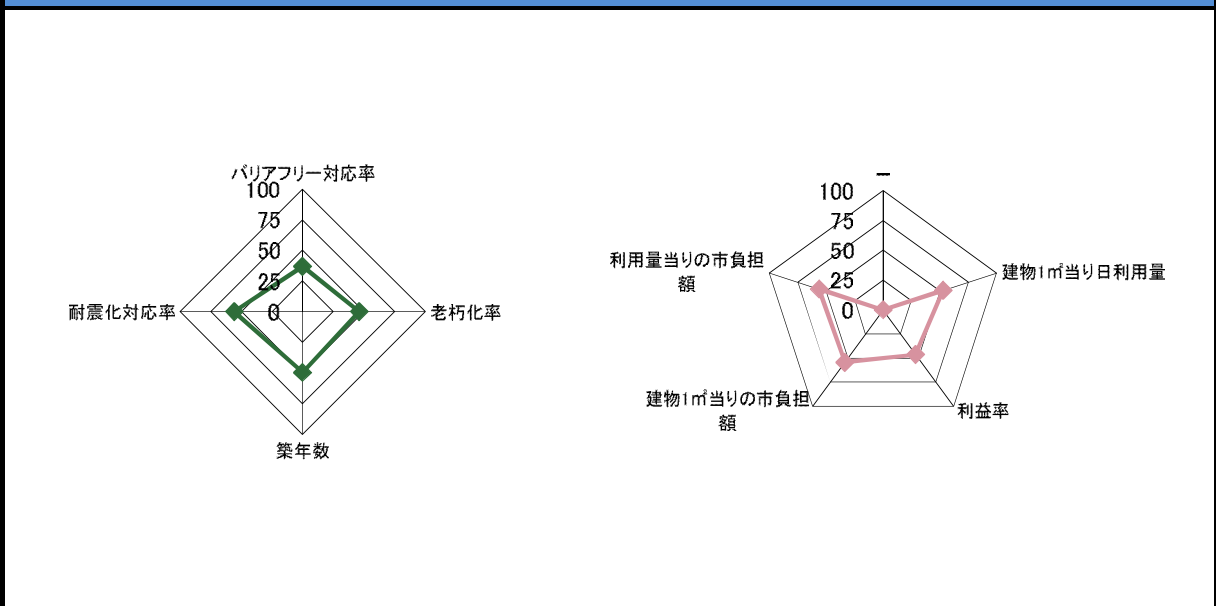 バリアフリー対応率
100
75
50
25
0
耐震化対応率
老朽化率
築年数
ー
100
75
50
25
0
利用量当りの市負担
額
建物1㎡当り日利用量
建物1㎡当りの市負担
額
利益率